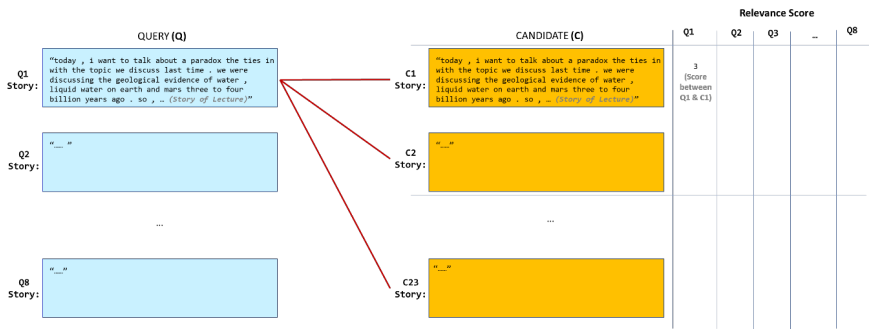 Relevance Score
QUERY (Q)
CANDIDATE (C)
Q1
Q2
Q3
…
Q8
Q1
Story:
“today , i want to talk about a paradox the ties in
with the topic we discuss last time . we were
discussing the geological evidence of water ,
liquid water on earth and mars three to four
billion years ago . so , … (Story of Lecture)”
C1
Story:
“today , i want to talk about a paradox the ties in
with the topic we discuss last time . we were
discussing the geological evidence of water ,
liquid water on earth and mars three to four
billion years ago . so , … (Story of Lecture)”
3
(Score
between
Q1 & C1)
Q2
Story:
“…… ”
C2
Story:
“……”
…
…
Q8
Story:
“……”
C23
Story:
“……”